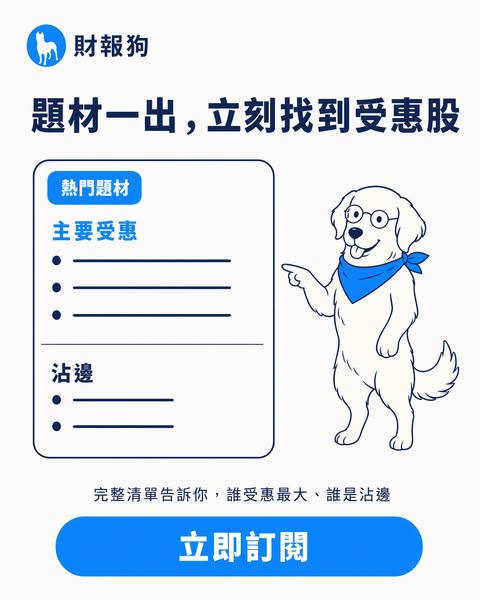 財報狗
題材一出，立刻找到受惠股
熱門題材
主要受惠
沾邊
完整清單告訴你，誰受惠最大、誰是沾邊
立即訂閱